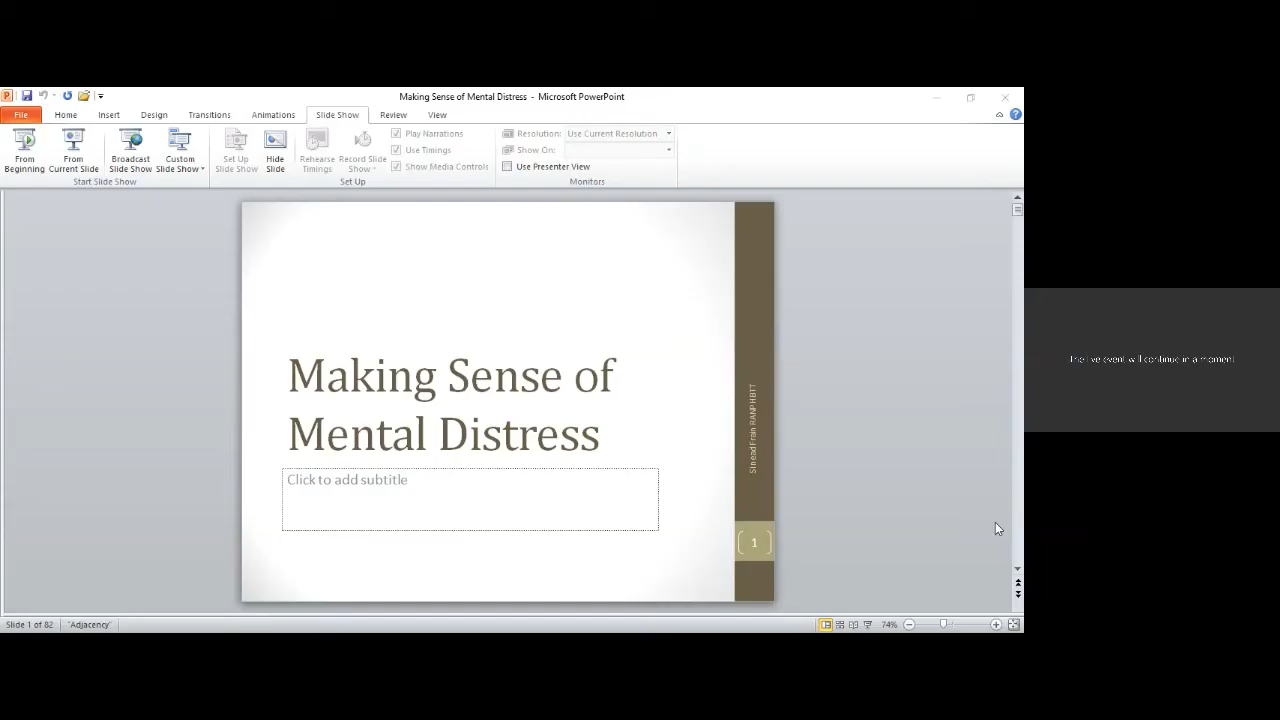 Making Sense of Mental Distress - Microsoft PowerPoint
File Home Insert Design Transitions Animations Slide Show Review View
From Beginning
From Current Slide
Broadcast Slide Show
Custom Slide Show
Start Slide Show
Set Up Slide Show
Hide Slide
Rehearse Timings
Record Slide Show
Play Narrations
Use Timings
Show Media Controls
Set Up
Resolution: Use Current Resolution
Show On:
Use Presenter View
Monitors
Making Sense of
Mental Distress
Click to add subtitle
Sinead Frain RANP HBTT
1
The live event will continue in a moment
Slide 1 of 82 "Adjacency" 74%